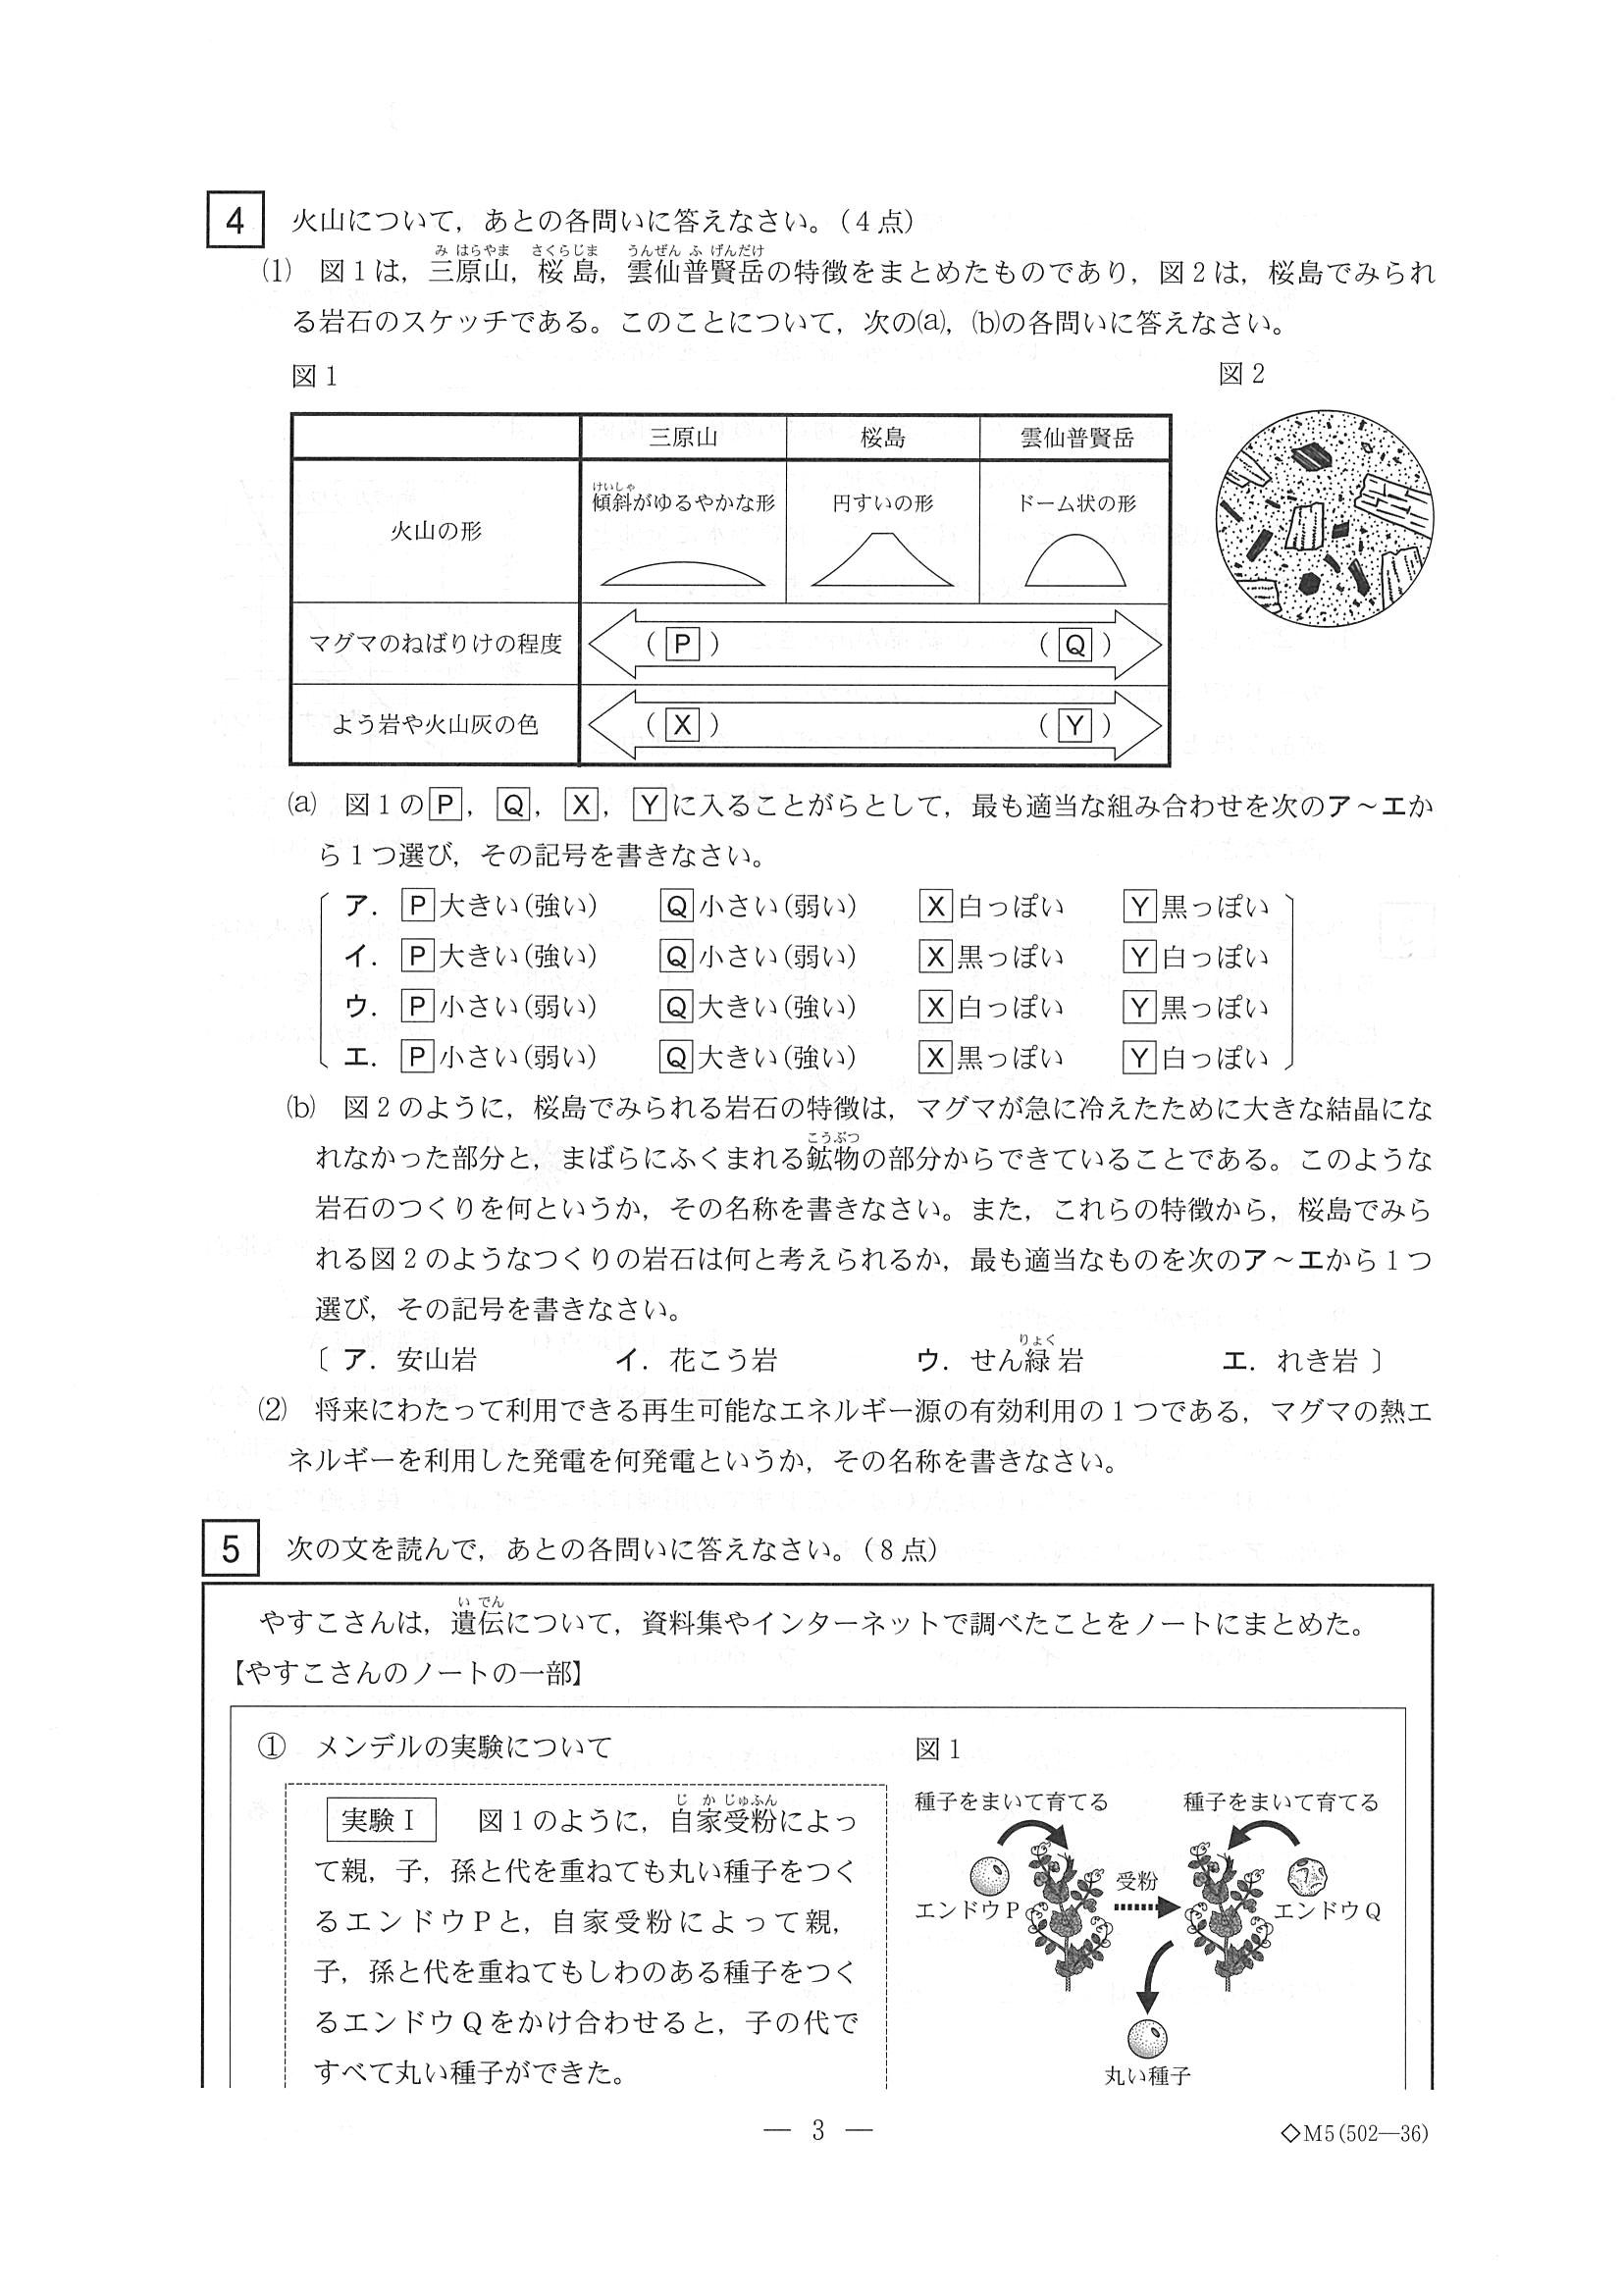 4 火山について，あとの各問いに答えなさい。（4点）
⑴ 図1は，三原山，桜島，雲仙普賢岳の特徴をまとめたものであり，図2は，桜島でみられ
み はらやま さくらじま うんぜん ふ げんだけ
る岩石のスケッチである。このことについて，次の⒜，⒝の各問いに答えなさい。
図1
図2
三原山 桜島 雲仙普賢岳
火山の形
傾斜がゆるやかな形 円すいの形 ドーム状の形
けいしゃ
マグマのねばりけの程度 （ P ） （ Q ）
よう岩や火山灰の色 （ X ） （ Y ）
⒜ 図1の P ， Q ， X ， Y に入ることがらとして，最も適当な組み合わせを次のア～エか
ら1つ選び，その記号を書きなさい。
ア． P 大きい（強い） Q 小さい（弱い） X 白っぽい Y 黒っぽい
イ． P 大きい（強い） Q 小さい（弱い） X 黒っぽい Y 白っぽい
ウ． P 小さい（弱い） Q 大きい（強い） X 白っぽい Y 黒っぽい
エ． P 小さい（弱い） Q 大きい（強い） X 黒っぽい Y 白っぽい
⒝ 図2のように，桜島でみられる岩石の特徴は，マグマが急に冷えたために大きな結晶にな
れなかった部分と，まばらにふくまれる鉱物の部分からできていることである。このような
こうぶつ
岩石のつくりを何というか，その名称を書きなさい。また，これらの特徴から，桜島でみら
れる図2のようなつくりの岩石は何と考えられるか，最も適当なものを次のア～エから1つ
選び，その記号を書きなさい。
〔 ア．安山岩 イ．花こう岩 ウ．せん緑岩 エ．れき岩 〕
りょく
⑵ 将来にわたって利用できる再生可能なエネルギー源の有効利用の1つである，マグマの熱エ
ネルギーを利用した発電を何発電というか，その名称を書きなさい。
5 次の文を読んで，あとの各問いに答えなさい。（8点）
やすこさんは，遺伝について，資料集やインターネットで調べたことをノートにまとめた。
い でん
【やすこさんのノートの一部】
① メンデルの実験について
図1
実験Ⅰ 図1のように，自家受粉によっ
じ か じゅふん
て親，子，孫と代を重ねても丸い種子をつく
るエンドウPと，自家受粉によって親，
子，孫と代を重ねてもしわのある種子をつく
るエンドウQをかけ合わせると，子の代で
すべて丸い種子ができた。
種子をまいて育てる 種子をまいて育てる
受粉
エンドウP エンドウQ
丸い種子
― 3 ―
◇M5(502―36)